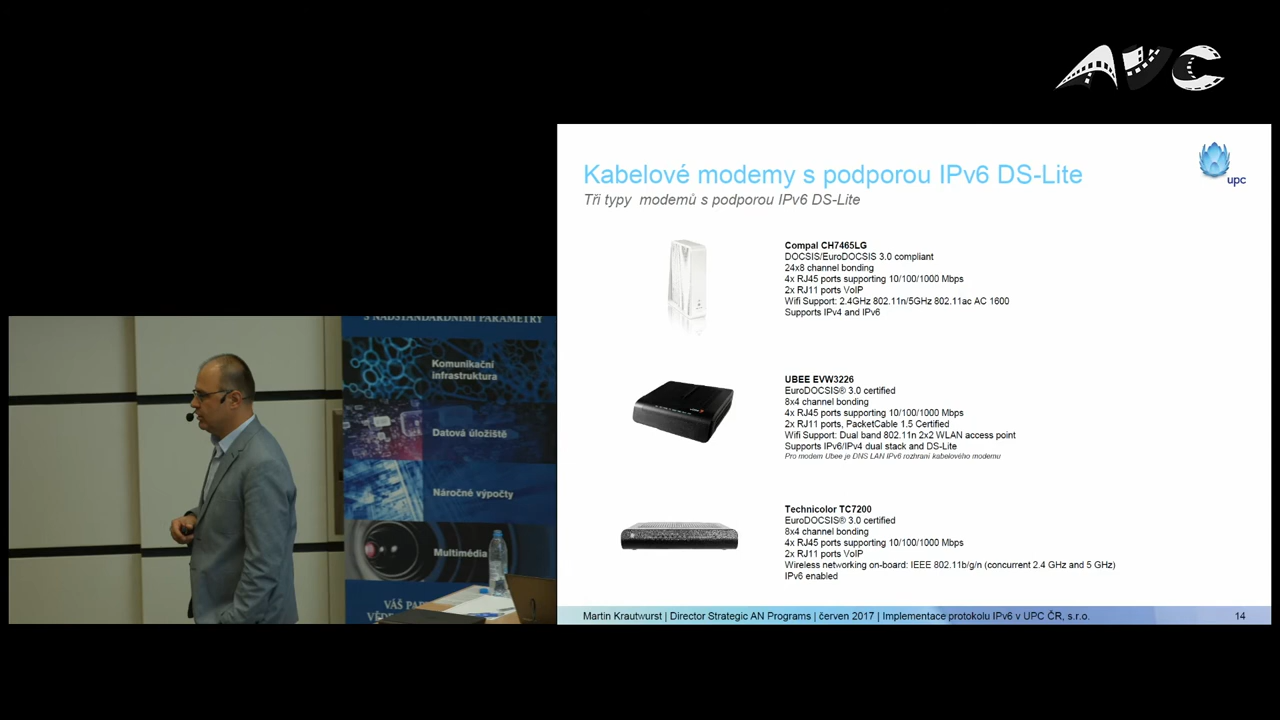 AVC
upc
Kabelové modemy s podporou IPv6 DS-Lite
Tři typy modemů s podporou IPv6 DS-Lite
Compal CH7465LG
DOCSIS/EuroDOCSIS 3.0 compliant
24x8 channel bonding
4x RJ45 ports supporting 10/100/1000 Mbps
2x RJ11 ports VoIP
Wifi Support: 2.4GHz 802.11n/5GHz 802.11ac AC 1600
Supports IPv4 and IPv6
UBEE EVW3226
EuroDOCSIS® 3.0 certified
8x4 channel bonding
4x RJ45 ports supporting 10/100/1000 Mbps
2x RJ11 ports, PacketCable 1.5 Certified
Wifi Support: Dual band 802.11n 2x2 WLAN access point
Supports IPv6/IPv4 dual stack and DS-Lite
Pro modem Ubee je DNS LAN IPv6 rozhraní kabelového modemu
Technicolor TC7200
EuroDOCSIS® 3.0 certified
8x4 channel bonding
4x RJ45 ports supporting 10/100/1000 Mbps
2x RJ11 ports VoIP
Wireless networking on-board: IEEE 802.11b/g/n (concurrent 2.4 GHz and 5 GHz)
IPv6 enabled
Martin Krautwurst | Director Strategic AN Programs | červen 2017 | Implementace protokolu IPv6 v UPC ČR, s.r.o.
14
S NADSTANDARDNÍMI PARAMETRY
Komunikační
infrastruktura
Datová úložiště
Náročné výpočty
Multimédia
VÁŠ